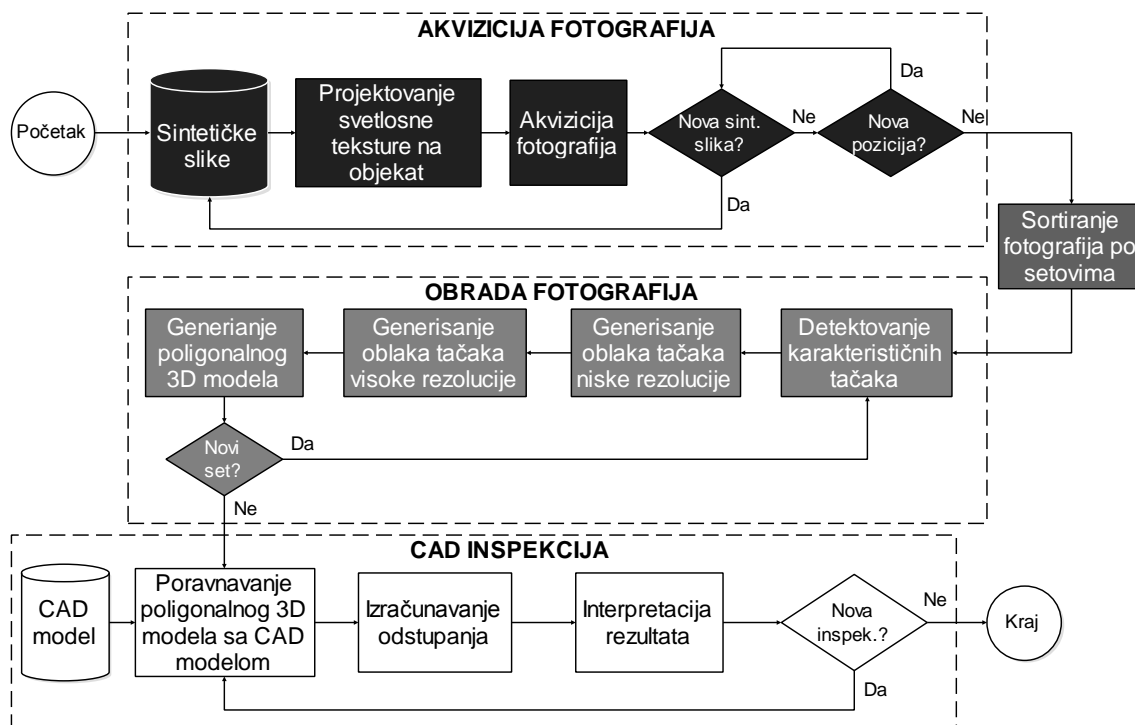 AKVIZICIJA FOTOGRAFIJA
Početak
Sintetičke
slike
Projektovanje
svetlosne
teksture na
objekat
Akvizicija
fotografija
Nova sint.
slika?
Da
Ne
Da
Nova
pozicija?
Ne
Sortiranje
fotografija po
setovima
OBRADA FOTOGRAFIJA
Detektovanje
karakterističnih
tačaka
Generisanje
oblaka tačaka
niske rezolucije
Generisanje
oblaka tačaka
visoke rezolucije
Generianje
poligonalnog
3D modela
Novi
set?
Da
Ne
CAD INSPEKCIJA
CAD
model
Poravnavanje
poligonalnog 3D
modela sa CAD
modelom
Izračunavanje
odstupanja
Interpretacija
rezultata
Nova
inspek.?
Da
Ne
Kraj